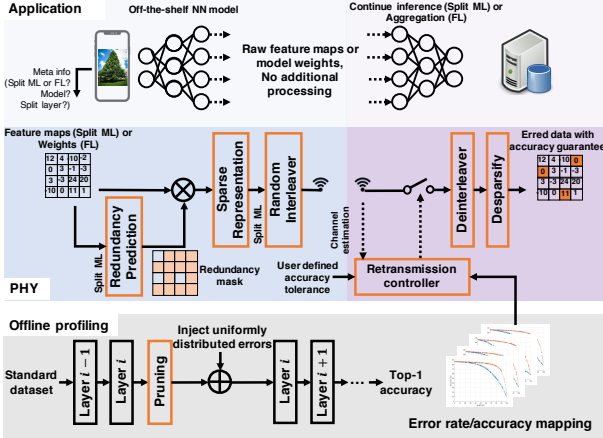 Application
Off-the-shelf NN model
Continue inference (Split ML) or
Aggregation (FL)
Meta info
(Split ML or FL?
Model?
Split layer?)
Raw feature maps or
model weights,
No additional
processing
Feature maps (Split ML) or
Weights (FL)
12 4 10 -2
0 3 -1 -3
3 -3 24 20
-10 0 11 1
Split ML
Redundancy
Prediction
Redundancy
mask
Sparse
Representation
Split ML
Random
Interleaver
Channel
estimation
User defined
accuracy
tolerance
Retransmission
controller
Deinterleaver
Desparsify
Erred data with
accuracy guarantee
12 4 10 0
0 3 -1 -3
3 -3 24 20
-10 0 11 1
PHY
Offline profiling
Inject uniformly
distributed errors
Standard
dataset
Layer i − 1
Layer i
Pruning
Layer i
Layer i + 1
Top-1
accuracy
Error rate/accuracy mapping